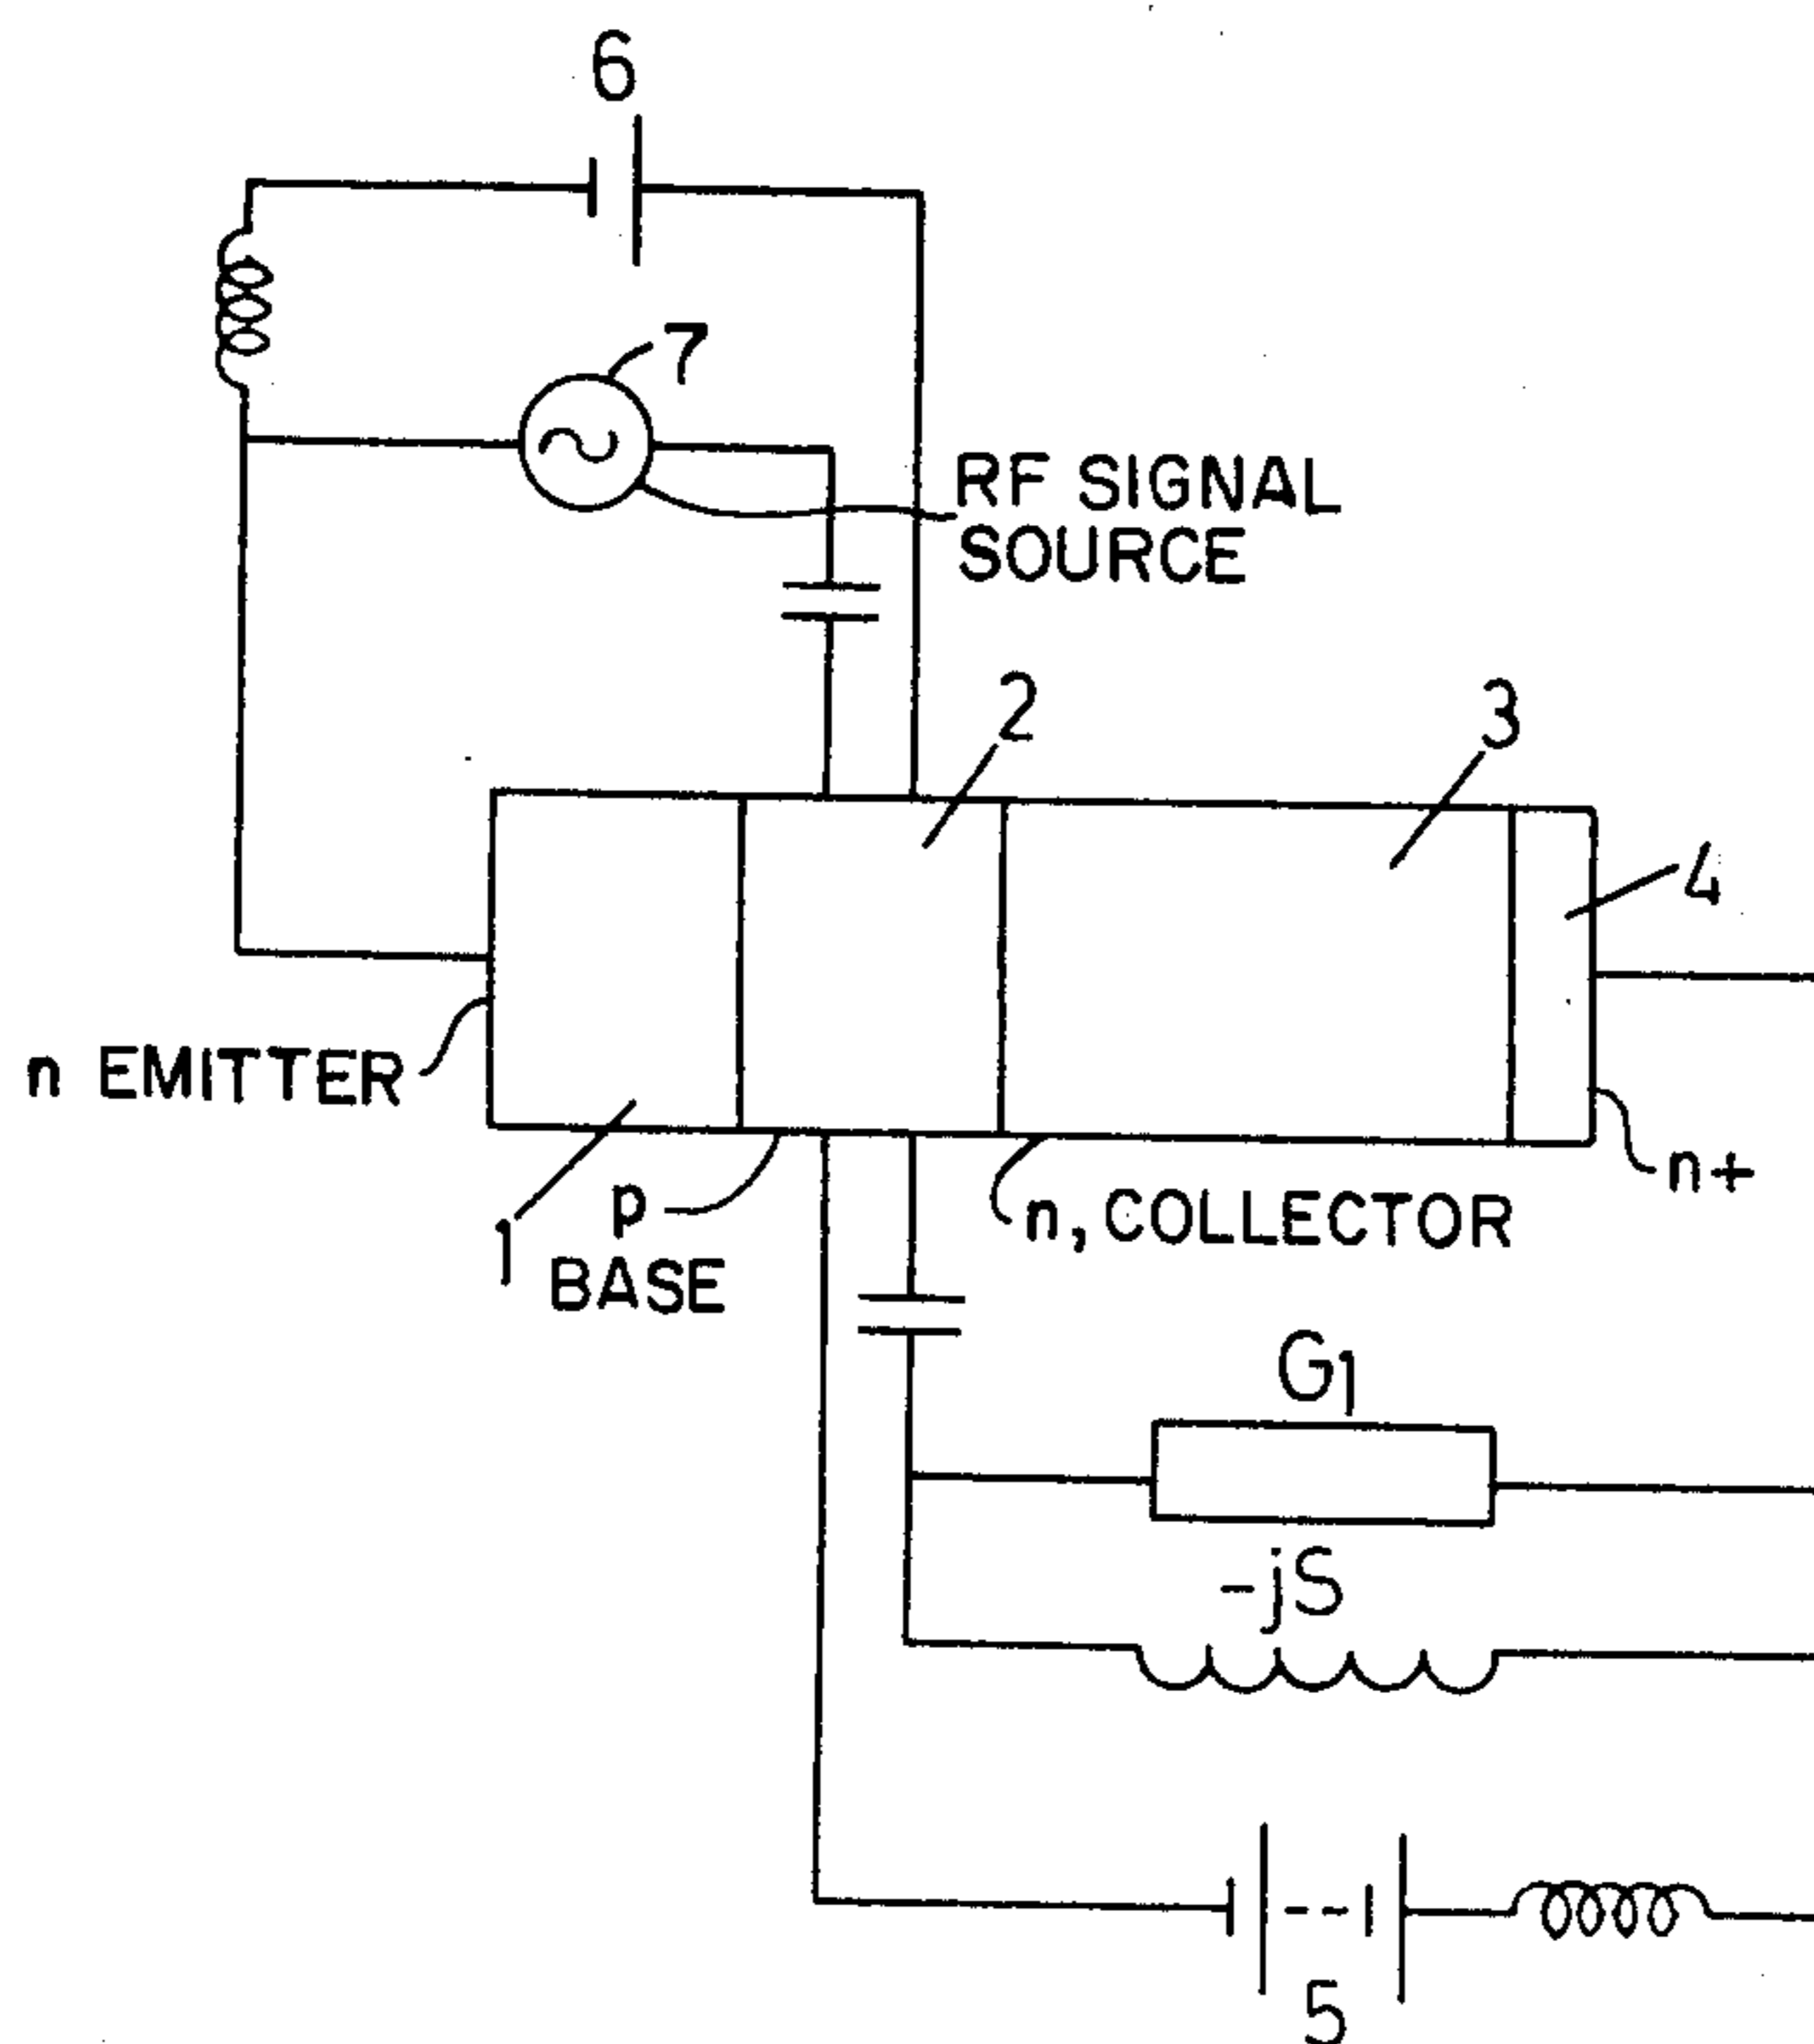 6
7
RF SIGNAL
SOURCE
2
3
4
n EMITTER
1
p
BASE
n, COLLECTOR
n+
G1
-jS
5